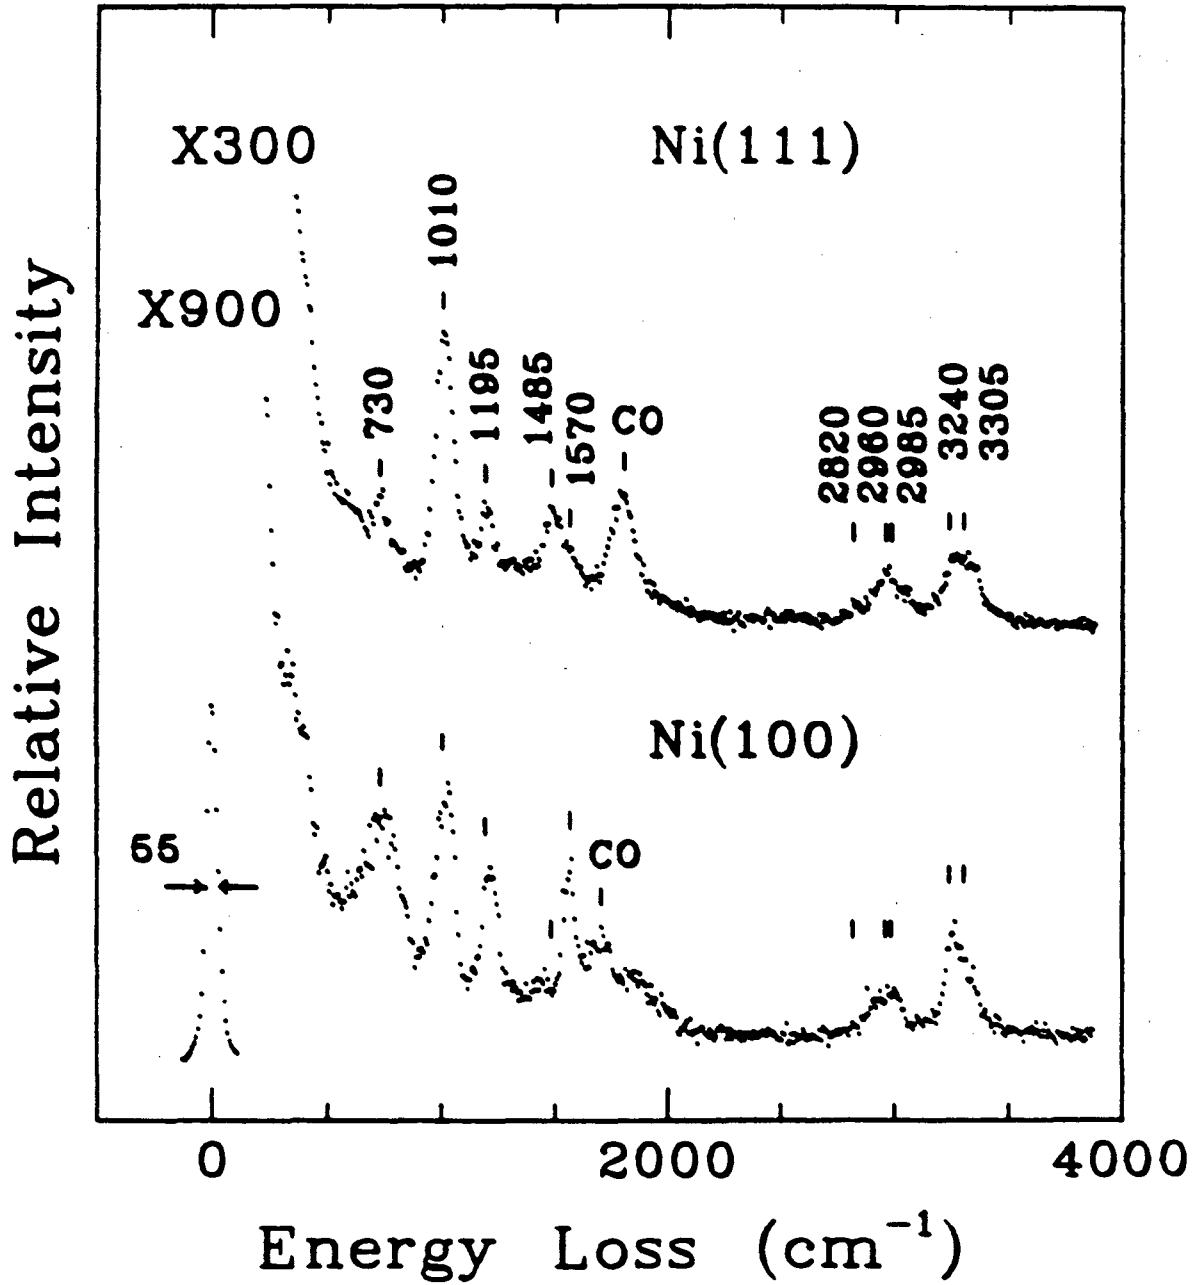 X300
Ni(111)
1010
X900
730
1195
1485
1570
CO
2820
2960
2985
3240
3305
Relative Intensity
Ni(100)
55
CO
0
2000
4000
Energy Loss (cm⁻¹)